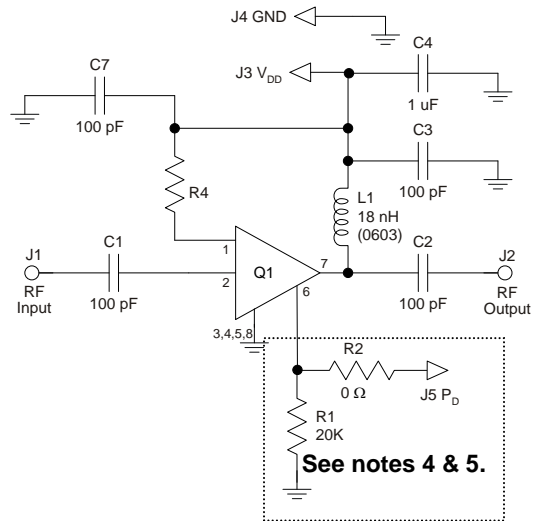 J4 GND
C4
J3 VDD
1 uF
C7
100 pF
C3
100 pF
R4
L1
18 nH
(0603)
J1
RF
Input
C1
100 pF
1
2
Q1
7
6
3,4,5,8
C2
100 pF
J2
RF
Output
R2
0 Ω
J5 PD
R1
20K
See notes 4 & 5.